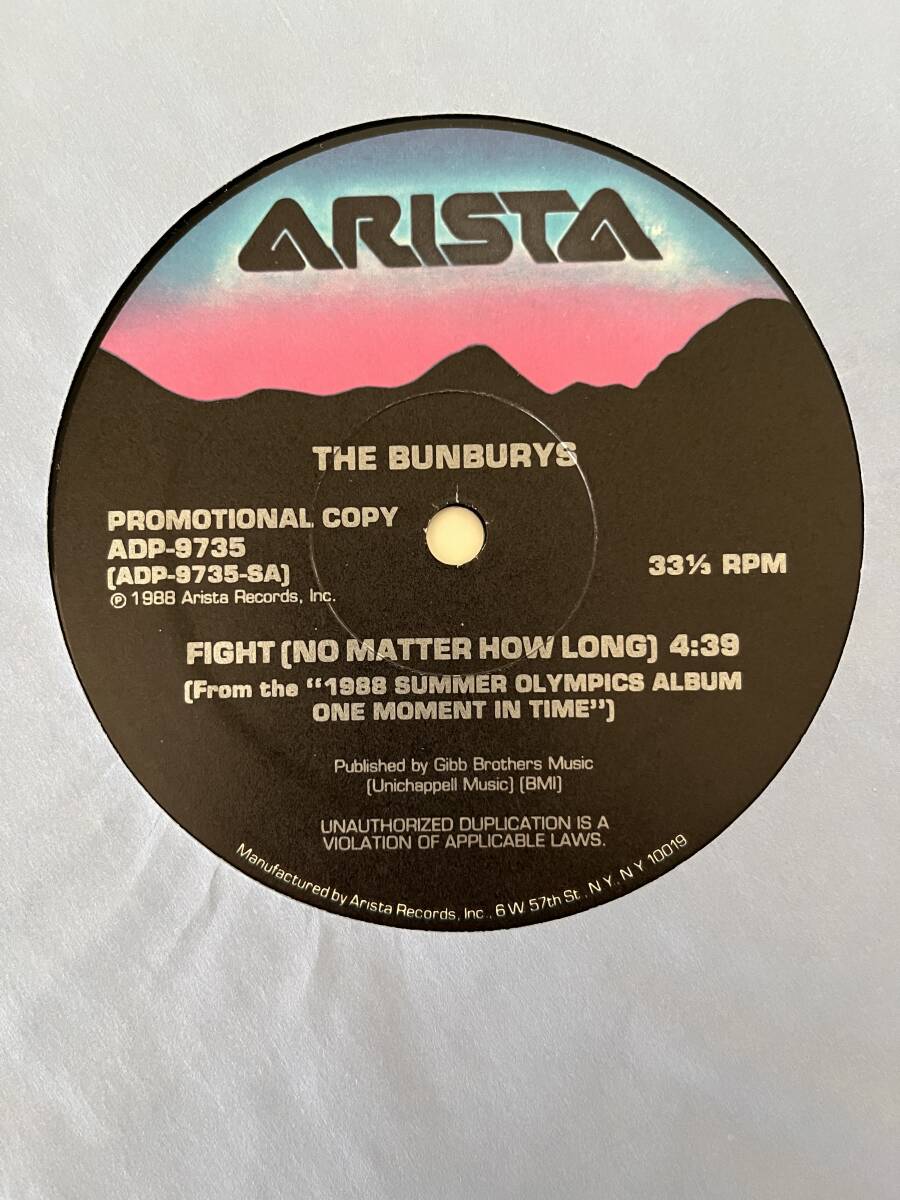 ARISTA
THE BUNBURYS
PROMOTIONAL COPY
ADP-9735
(ADP-9735-SA)
℗ 1988 Arista Records, Inc.
33⅓ RPM
FIGHT (NO MATTER HOW LONG) 4:39
(From the "1988 SUMMER OLYMPICS ALBUM
ONE MOMENT IN TIME")
Published by Gibb Brothers Music
(Unichappell Music) (BMI)
UNAUTHORIZED DUPLICATION IS A
VIOLATION OF APPLICABLE LAWS.
Manufactured by Arista Records, Inc., 6 W. 57th St., N.Y., N Y 10019